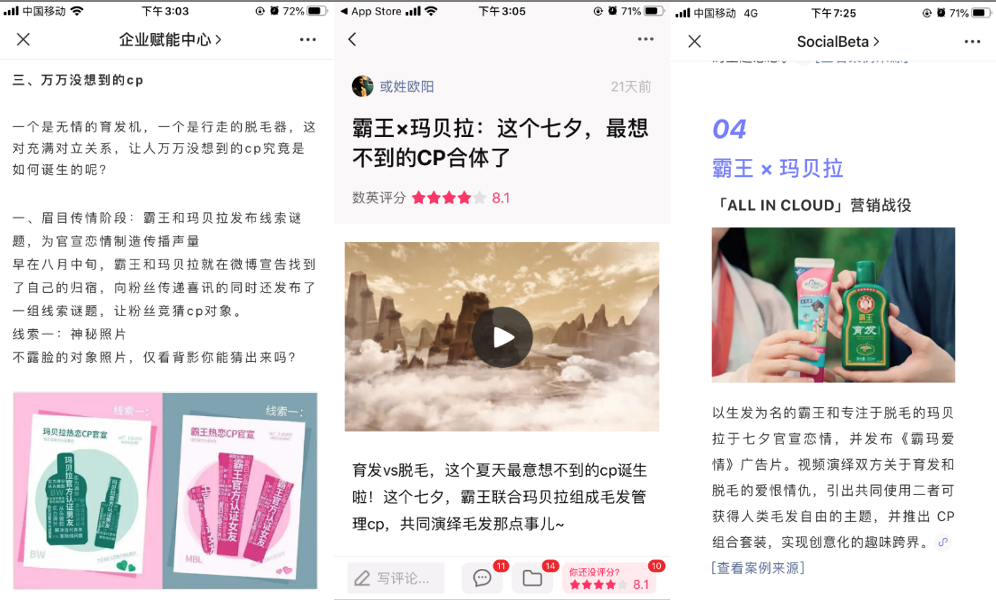 中国移动
下午3:03
72%
企业赋能中心
三、万万没想到的cp
一个是无情的育发机，一个是行走的脱毛器，这
对充满对立关系，让人万万没想到的cp究竟是
如何诞生的呢?
一、眉目传情阶段：霸王和玛贝拉发布线索谜
题，为官宣恋情制造传播声量
早在八月中旬，霸王和玛贝拉就在微博宣告找到
了自己的归宿，向粉丝传递喜讯的同时还发布了
一组线索谜题，让粉丝竞猜cp对象。
线索一：神秘照片
不露脸的对象照片，仅看背影你能猜出来吗?
线索一：
玛贝拉热恋CP官宣
玛贝拉官方认证男友
BW
线索一：
霸王热恋CP官宣
霸王官方认证女友
霸王官方认证女友
MBL
App Store
下午3:05
71%
或姓欧阳
21天前
霸王×玛贝拉：这个七夕，最想
不到的CP合体了
数英评分
8.1
育发vs脱毛，这个夏天最意想不到的cp诞生
啦！这个七夕，霸王联合玛贝拉组成毛发管
理cp，共同演绎毛发那点事儿~
写评论...
11
14
你还没评分?
8.1
10
中国移动 4G
下午7:25
71%
SocialBeta
04
霸王 × 玛贝拉
「ALL IN CLOUD」营销战役
霸王
育发
以生发为名的霸王和专注于脱毛的玛贝
拉于七夕官宣恋情，并发布《霸玛爱
情》广告片。视频演绎双方关于育发和
脱毛的爱恨情仇，引出共同使用二者可
获得人类毛发自由的主题，并推出 CP
组合套装，实现创意化的趣味跨界。
[查看案例来源]